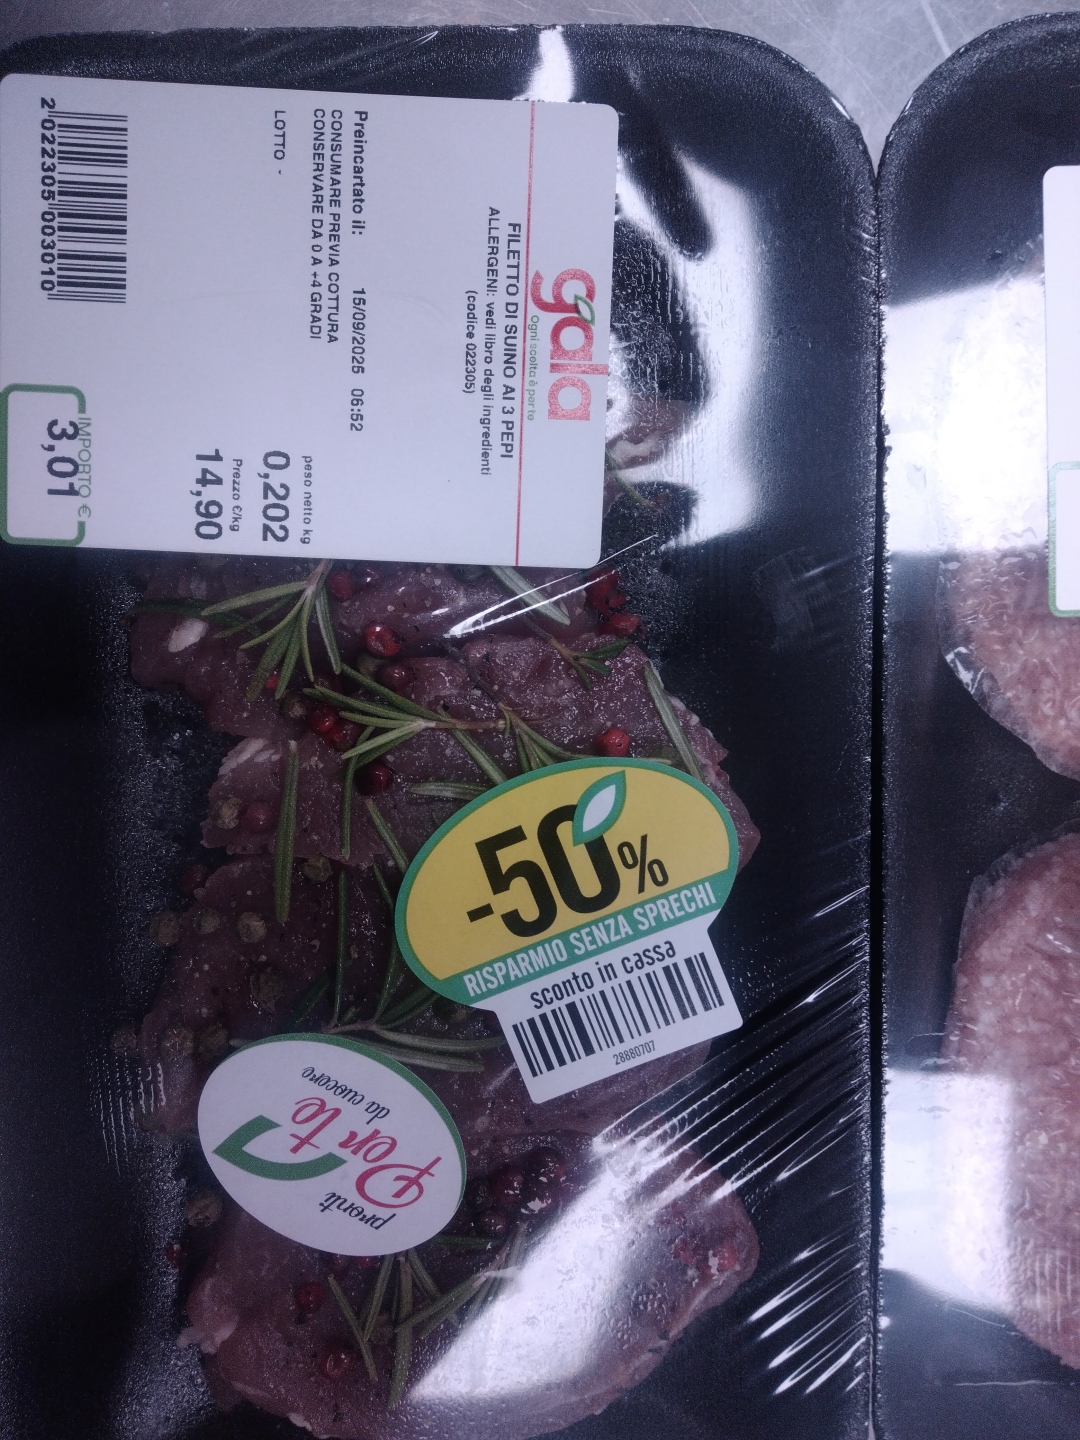 gala
Ogni scelta è per te
FILETTO DI SUINO AI 3 PEPI
ALLERGENI: vedi libro degli ingredienti
(codice 022305)
Preincartato il: 15/09/2025 06:52
CONSUMARE PREVIA COTTURA
CONSERVARE DA 0 A +4 GRADI
LOTTO -
peso netto kg
0,202
Prezzo €/kg
14,90
IMPORTO €
3,01
2 022305 003010
-50%
RISPARMIO SENZA SPRECHI
sconto in cassa
28880707
pronti
Per te
da cuocere